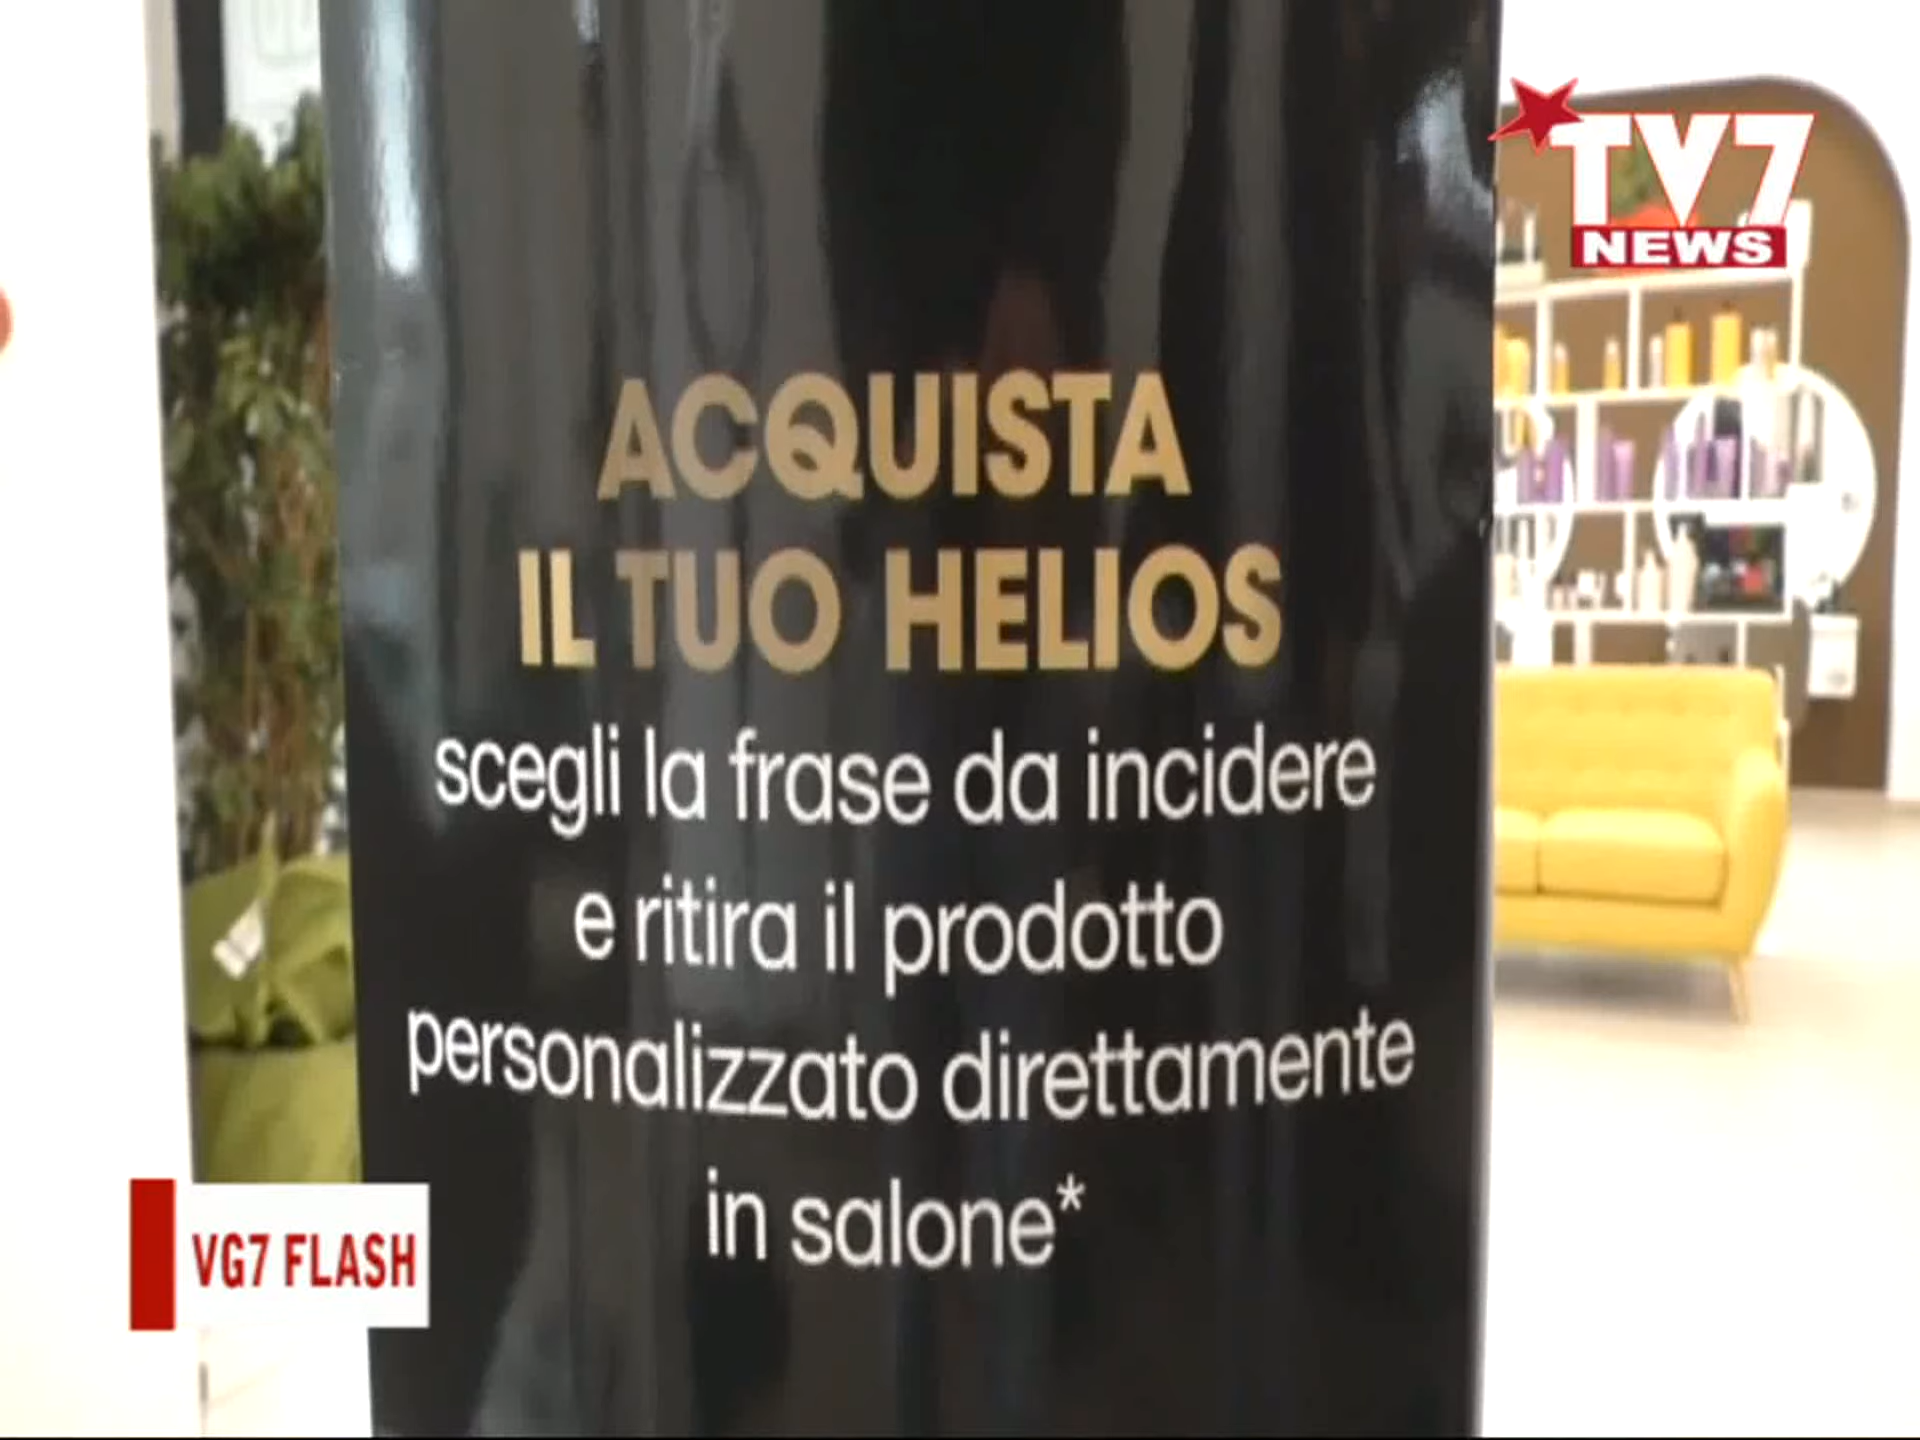 TV7
NEWS
ACQUISTA
IL TUO HELIOS
scegli la frase da incidere
e ritira il prodotto
personalizzato direttamente
in salone*
VG7 FLASH